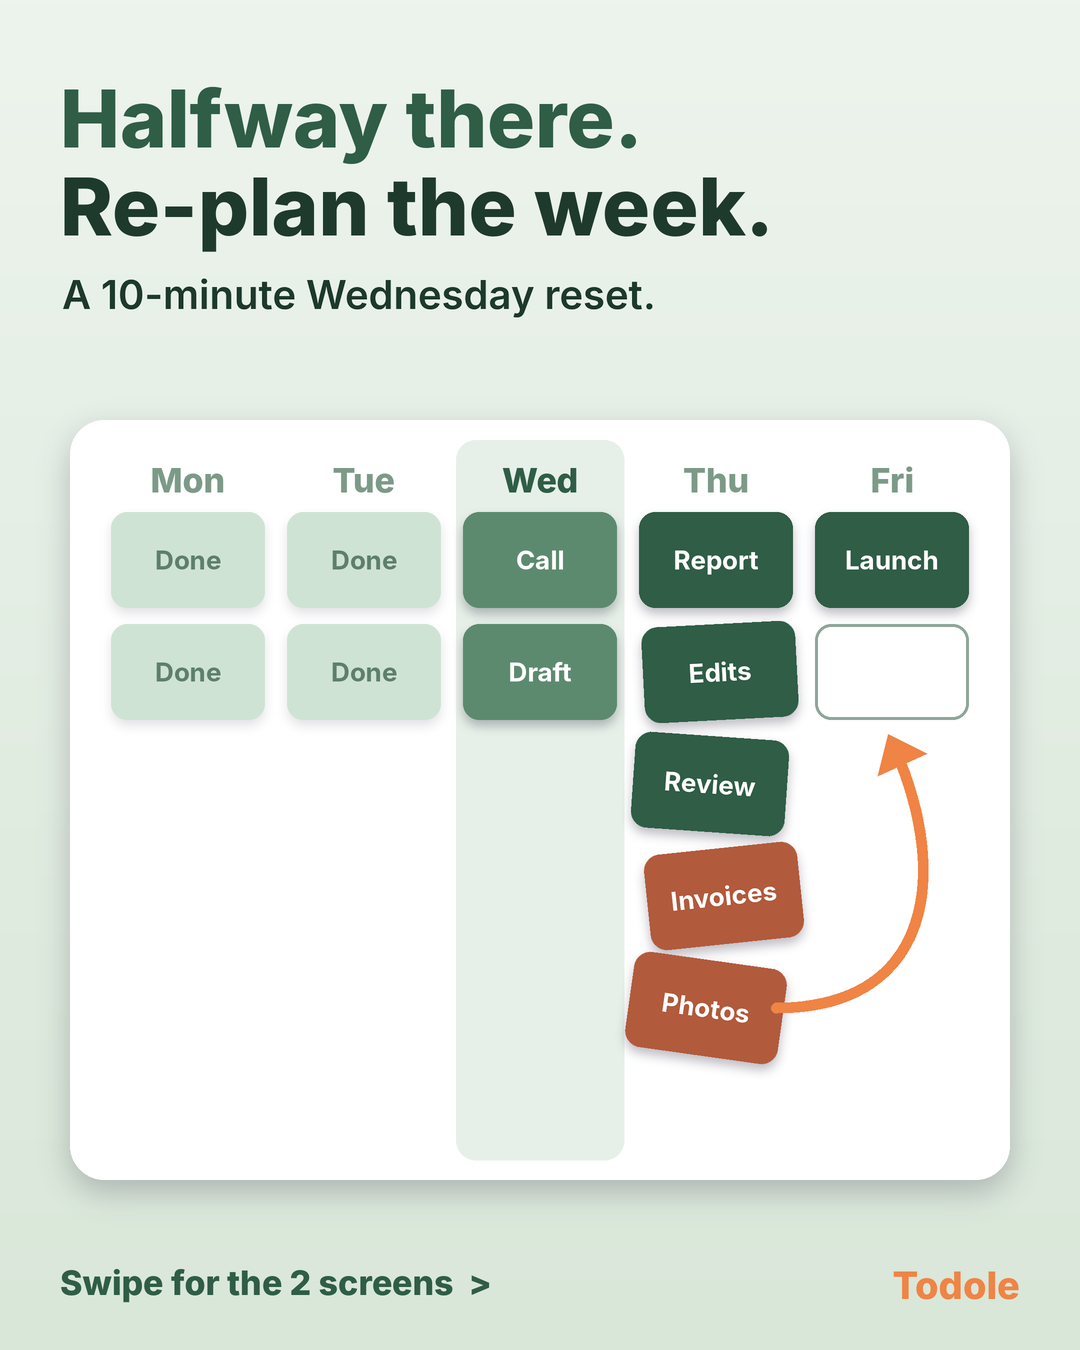 Halfway there.
Re-plan the week.
A 10-minute Wednesday reset.
Mon Tue Wed Thu Fri
Done Done Call Report Launch
Done Done Draft Edits
Review
Invoices
Photos
Swipe for the 2 screens >
Todole